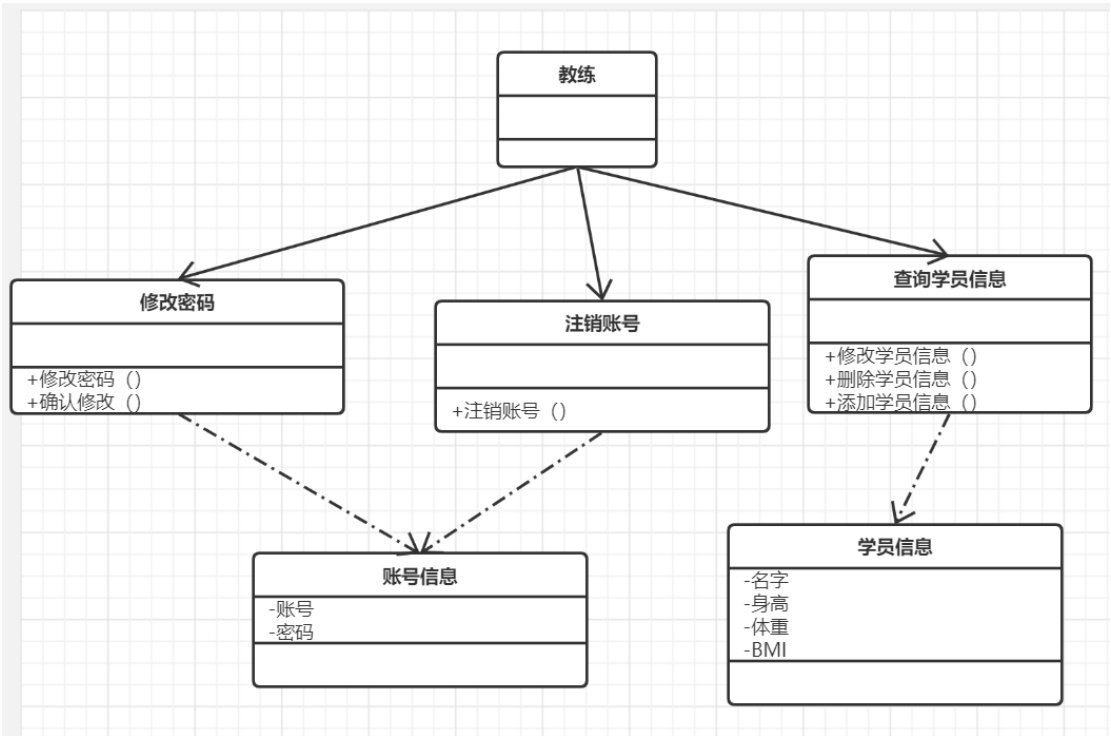 教练
修改密码
+修改密码（）
+确认修改（）
注销账号
+注销账号（）
查询学员信息
+修改学员信息（）
+删除学员信息（）
+添加学员信息（）
账号信息
-账号
-密码
学员信息
-名字
-身高
-体重
-BMI